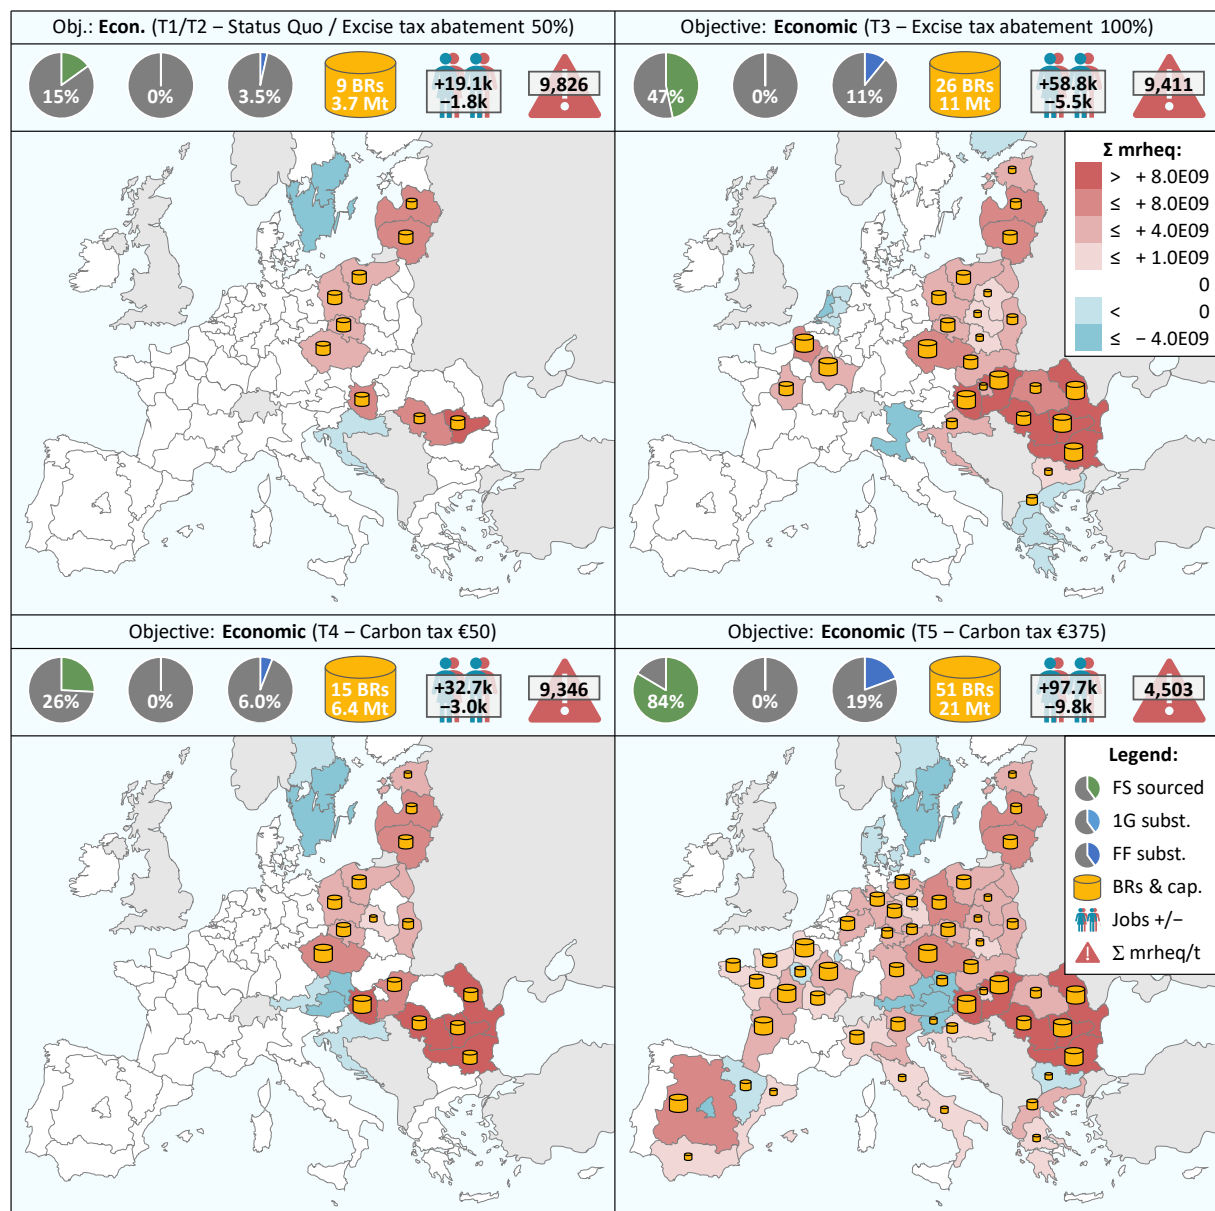 Obj.: Econ. (T1/T2 – Status Quo / Excise tax abatement 50%)
15%
0%
3.5%
9 BRs
3.7 Mt
+19.1k
−1.8k
9,826
Objective: Economic (T3 – Excise tax abatement 100%)
47%
0%
11%
26 BRs
11 Mt
+58.8k
−5.5k
9,411
Σ mrheq:
> + 8.0E09
≤ + 8.0E09
≤ + 4.0E09
≤ + 1.0E09
0
< 0
≤ − 4.0E09
Objective: Economic (T4 – Carbon tax €50)
26%
0%
6.0%
15 BRs
6.4 Mt
+32.7k
−3.0k
9,346
Objective: Economic (T5 – Carbon tax €375)
84%
0%
19%
51 BRs
21 Mt
+97.7k
−9.8k
4,503
Legend:
FS sourced
1G subst.
FF subst.
BRs & cap.
Jobs +/−
Σ mrheq/t